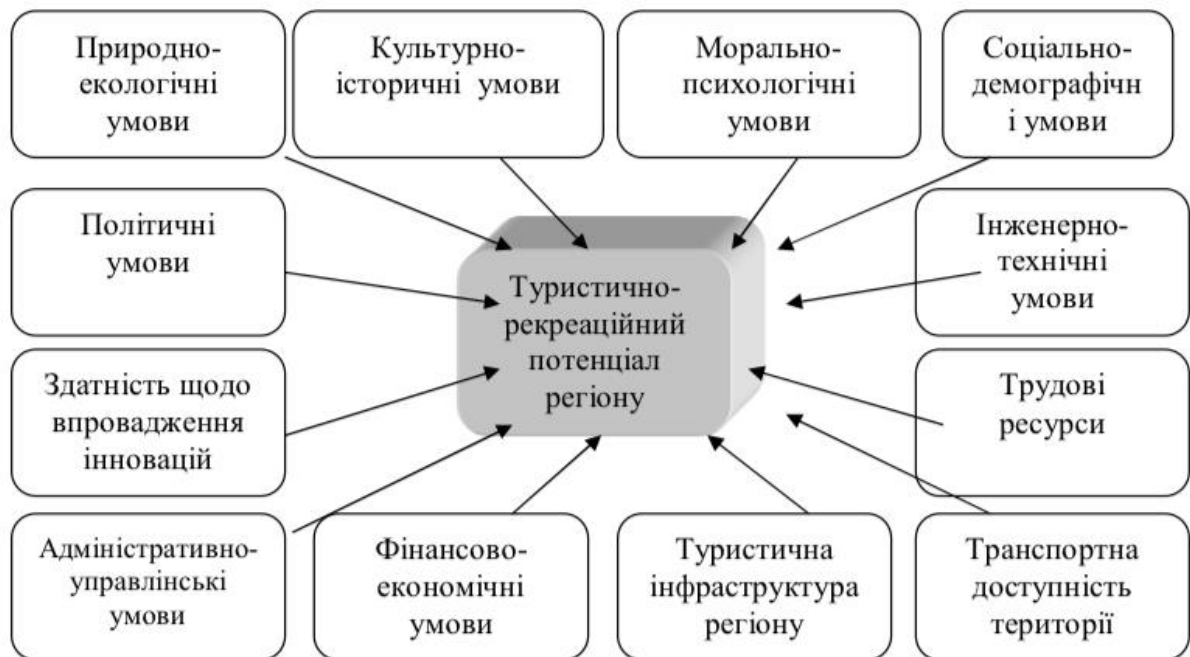 Природно-
екологічні
умови
Культурно-
історичні умови
Морально-
психологічні
умови
Соціально-
демографічн
і умови
Політичні
умови
Туристично-
рекреаційний
потенціал
регіону
Інженерно-
технічні
умови
Здатність щодо
впровадження
інновацій
Трудові
ресурси
Адміністративно-
управлінські
умови
Фінансово-
економічні
умови
Туристична
інфраструктура
регіону
Транспортна
доступність
території